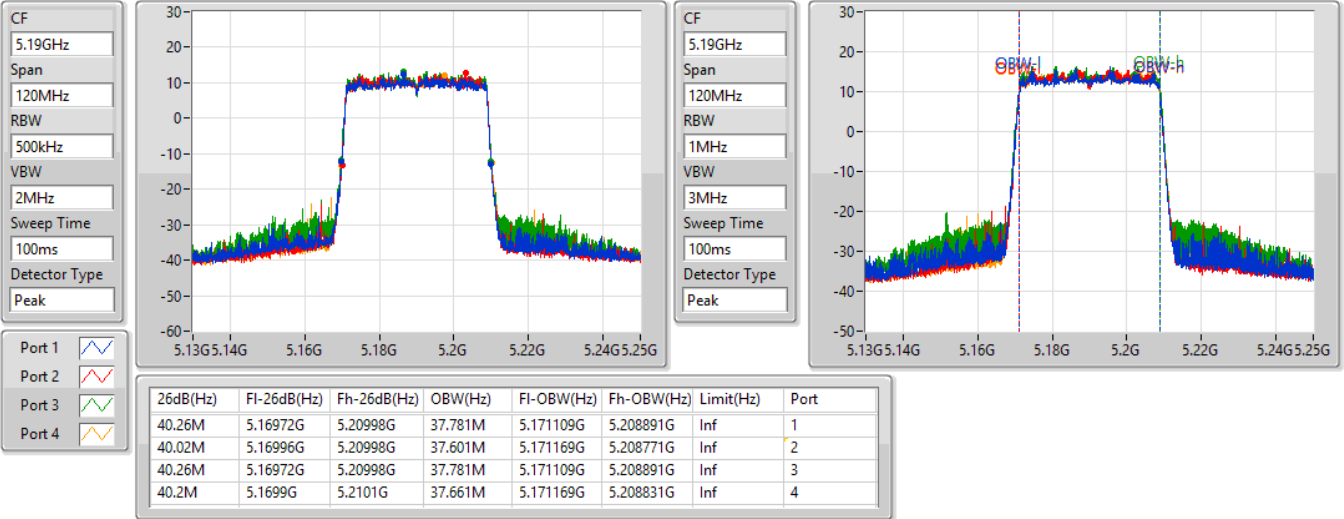 CF
5.19GHz
Span
120MHz
RBW
500kHz
VBW
2MHz
Sweep Time
100ms
Detector Type
Peak
30
20
10
0
-10
-20
-30
-40
-50
-60
5.13G 5.14G 5.16G 5.18G 5.2G 5.22G 5.24G 5.25G
CF
5.19GHz
Span
120MHz
RBW
1MHz
VBW
3MHz
Sweep Time
100ms
Detector Type
Peak
30
20
10
0
-10
-20
-30
-40
-50
OBW-l
OBW-h
5.13G 5.14G 5.16G 5.18G 5.2G 5.22G 5.24G 5.25G
Port 1
Port 2
Port 3
Port 4
26dB(Hz) Fl-26dB(Hz) Fh-26dB(Hz) OBW(Hz) Fl-OBW(Hz) Fh-OBW(Hz) Limit(Hz) Port
40.26M 5.16972G 5.20998G 37.781M 5.171109G 5.208891G Inf 1
40.02M 5.16996G 5.20998G 37.601M 5.171169G 5.208771G Inf 2
40.26M 5.16972G 5.20998G 37.781M 5.171109G 5.208891G Inf 3
40.2M 5.1699G 5.2101G 37.661M 5.171169G 5.208831G Inf 4